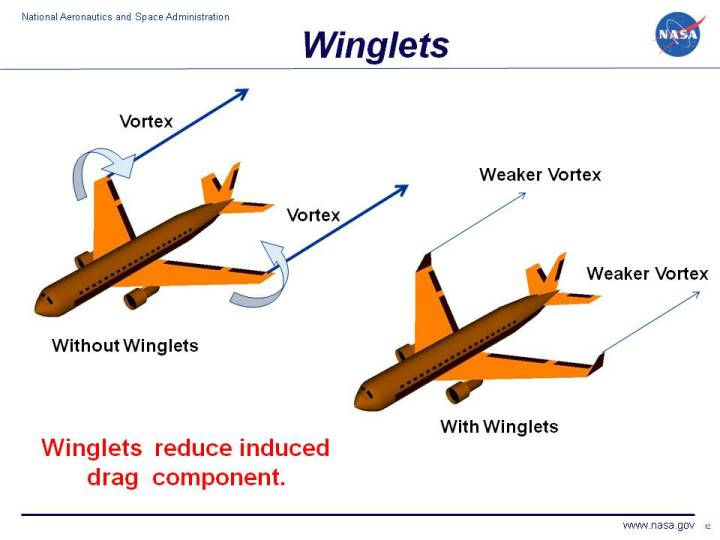 National Aeronautics and Space Administration
Winglets
NASA
Vortex
Weaker Vortex
Vortex
Weaker Vortex
Without Winglets
With Winglets
Winglets reduce induced
drag component.
www.nasa.gov 12